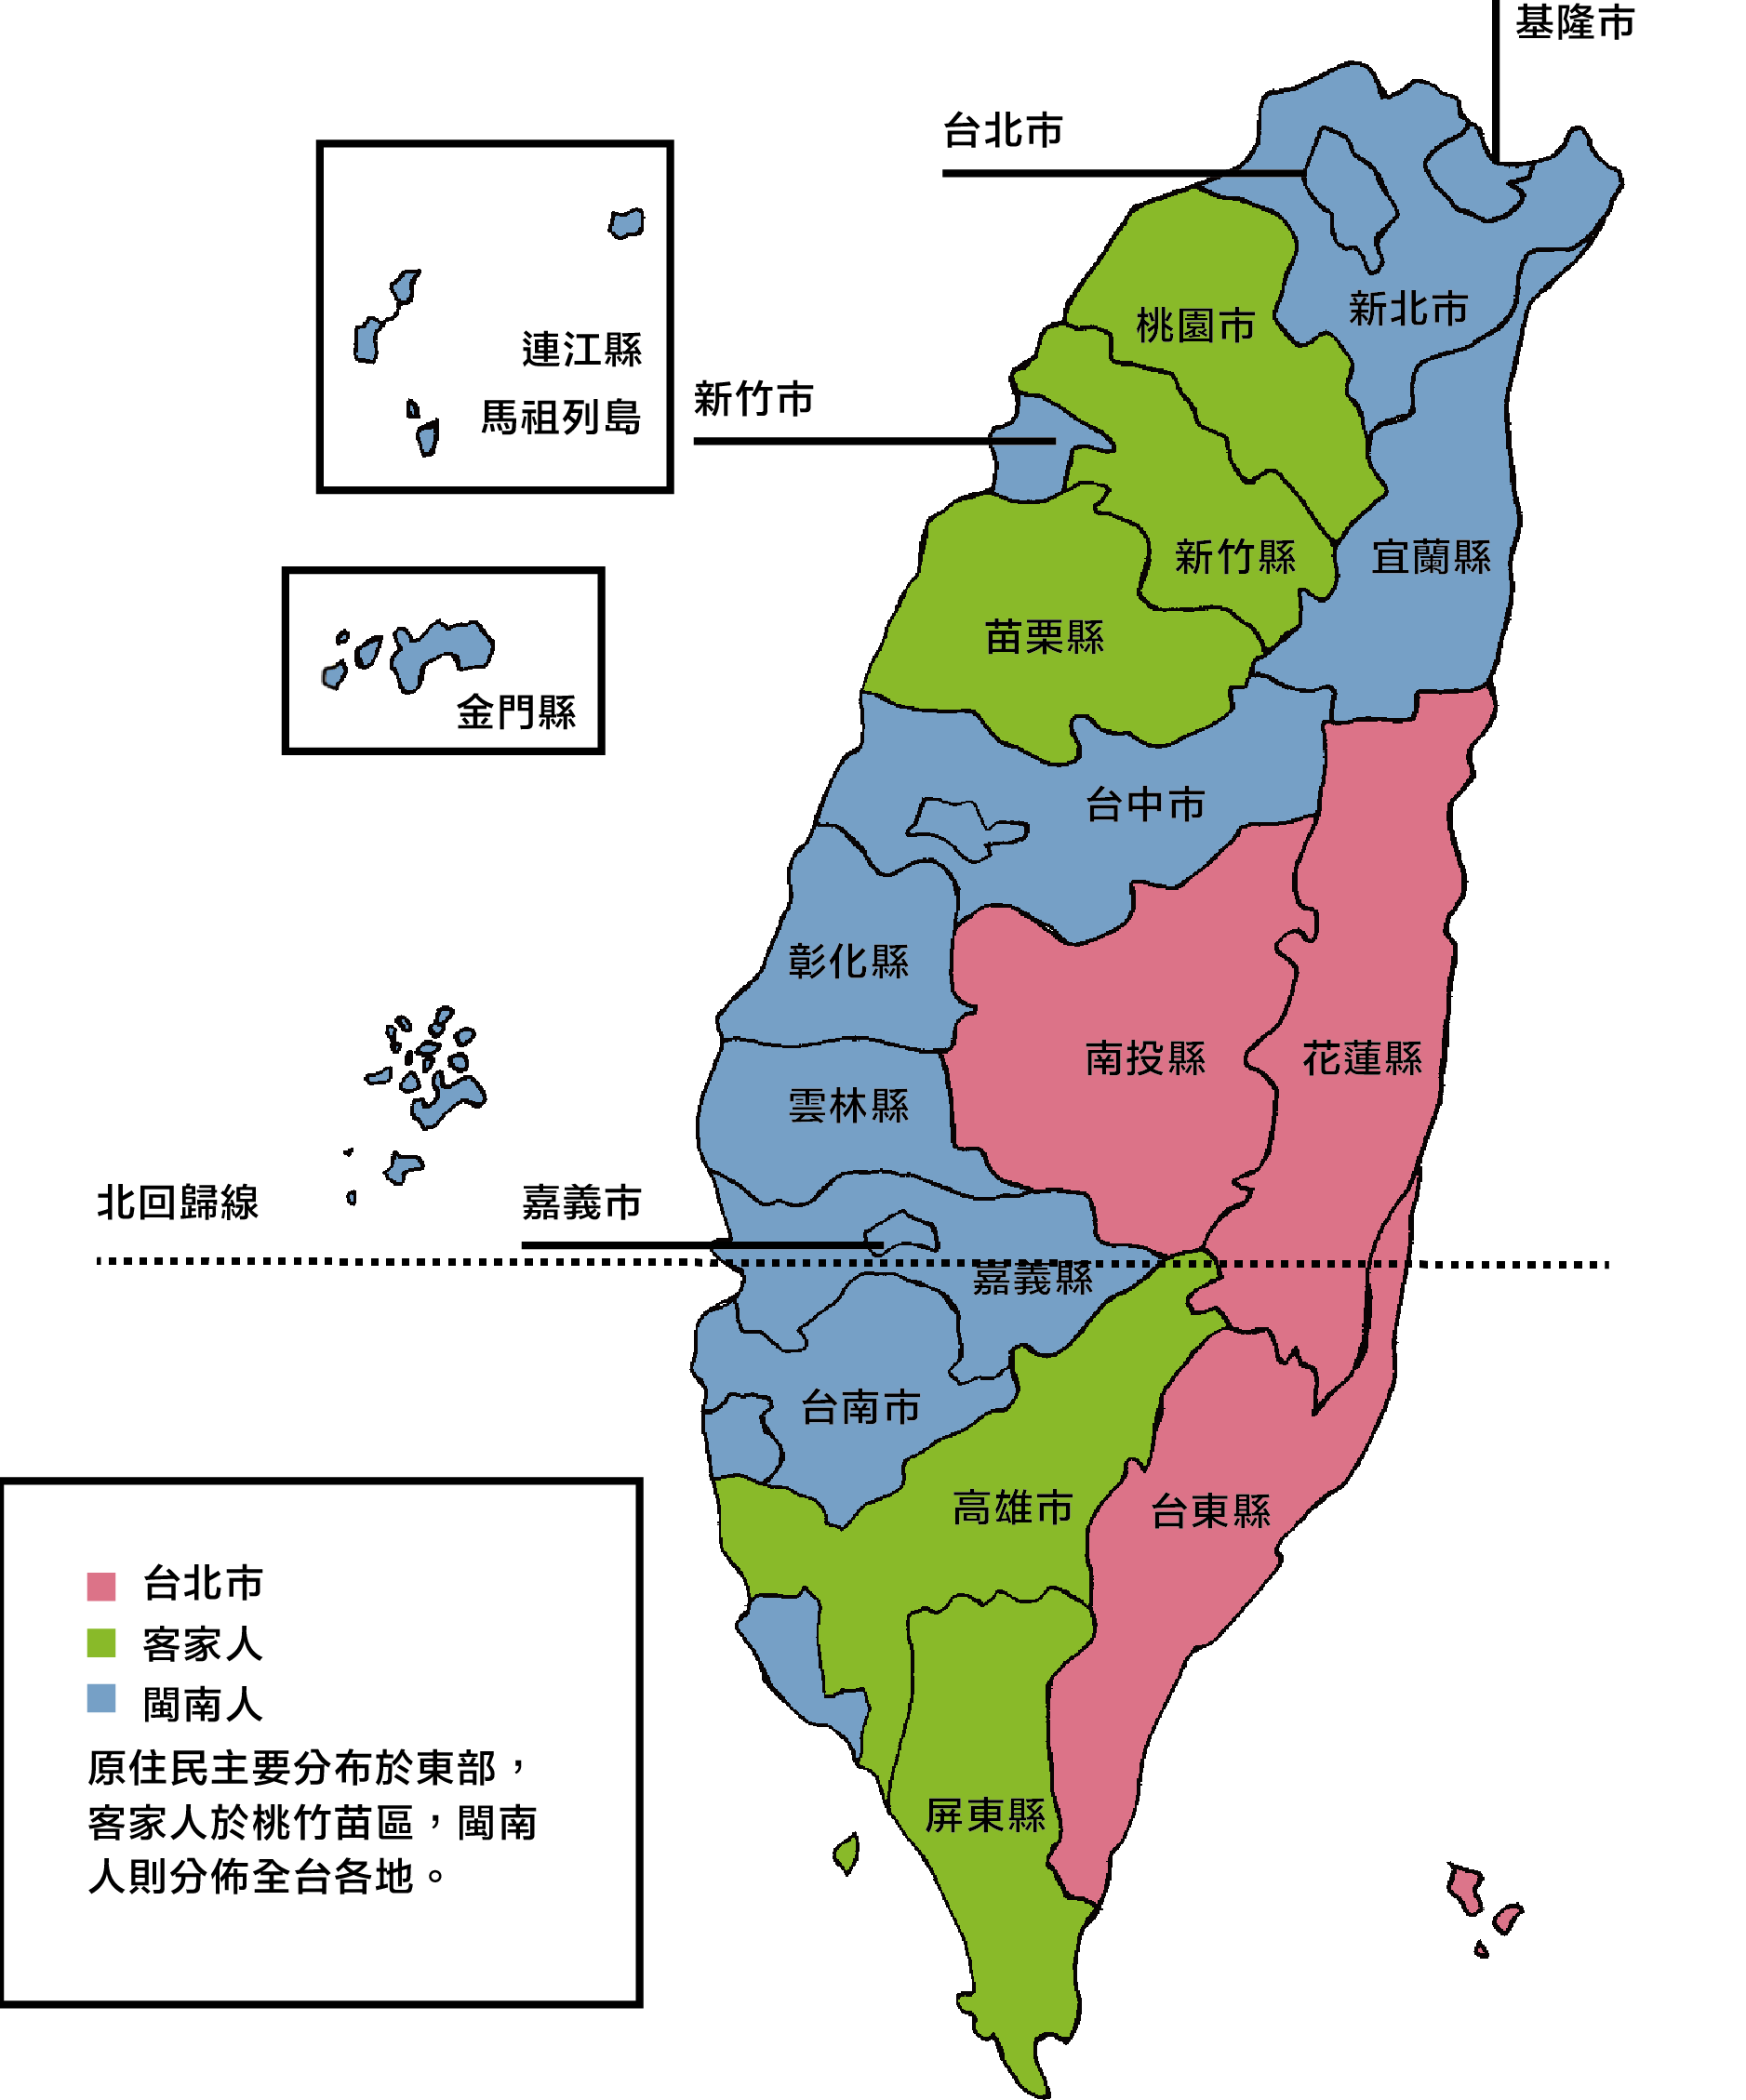 基隆市
台北市
新北市
桃園市
連江縣
馬祖列島
新竹市
新竹縣
宜蘭縣
苗栗縣
金門縣
台中市
彰化縣
南投縣
花蓮縣
雲林縣
北回歸線
嘉義市
嘉義縣
台南市
高雄市
台東縣
屏東縣
台北市
客家人
閩南人
原住民主要分布於東部，
客家人於桃竹苗區，閩南
人則分佈全台各地。